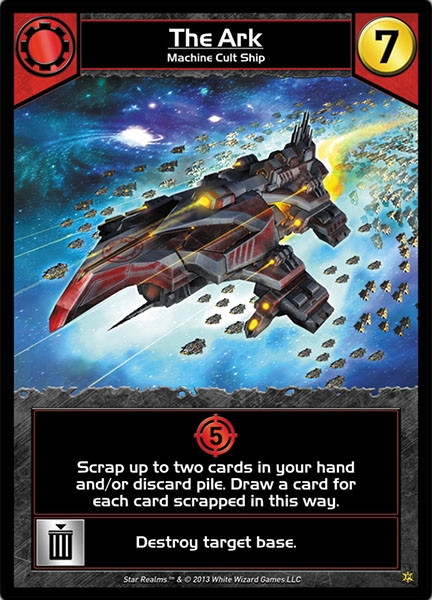 The Ark
Machine Cult Ship
7
5
Scrap up to two cards in your hand
and/or discard pile. Draw a card for
each card scrapped in this way.
Destroy target base.
Star Realms™ & © 2013 White Wizard Games LLC